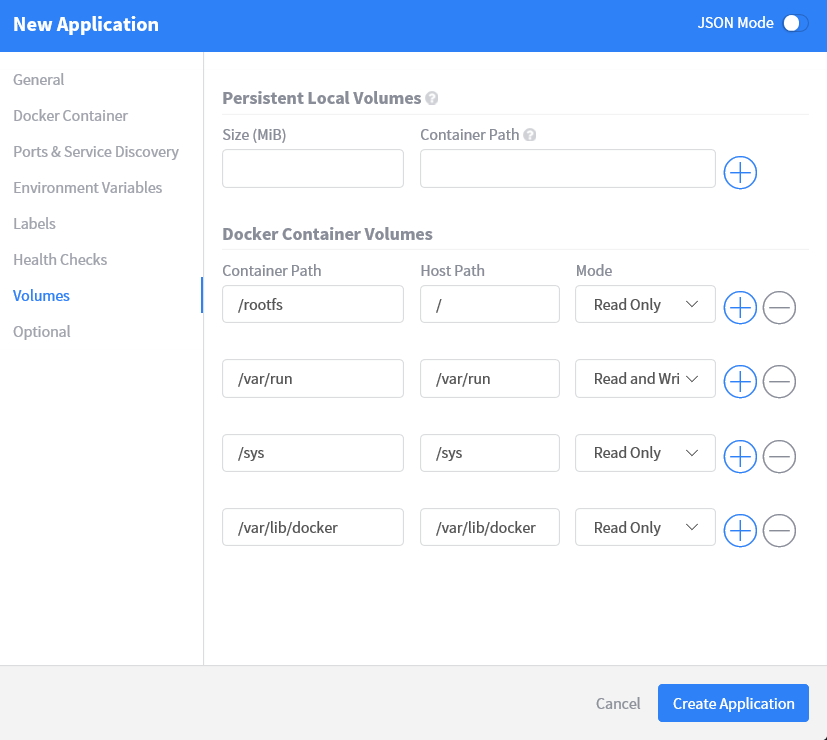 New Application
JSON Mode
General
Docker Container
Ports & Service Discovery
Environment Variables
Labels
Health Checks
Volumes
Optional
Persistent Local Volumes ?
Size (MiB) Container Path ?
Docker Container Volumes
Container Path Host Path Mode
/rootfs / Read Only
/var/run /var/run Read and Wri
/sys /sys Read Only
/var/lib/docker /var/lib/docker Read Only
Cancel Create Application